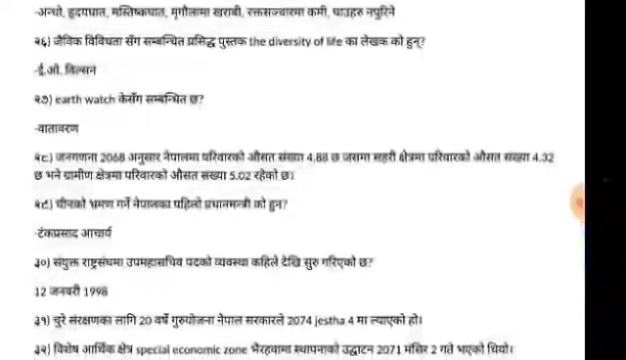 -अन्धो, हृदयघात, मस्तिष्कघात, मृगौलामा खराबी, रक्तसञ्चारमा कमी, घाउहरु नपुरिने
२६) जैविक विविधता सँग सम्बन्धित प्रसिद्ध पुस्तक the diversity of life का लेखक को हुन्?
-ई.ओ. विल्सन
२७) earth watch केसँग सम्बन्धित छ?
-वातावरण
२८) जनगणना 2068 अनुसार नेपालमा परिवारको औसत संख्या 4.88 छ जसमा सहरी क्षेत्रमा परिवारको औसत संख्या 4.32
छ भने ग्रामीण क्षेत्रमा परिवारको औसत संख्या 5.02 रहेको छ।
२९) चीनको भ्रमण गर्ने नेपालका पहिलो प्रधानमन्त्री को हुन?
-टंकप्रसाद आचार्य
३०) संयुक्त राष्ट्रसंघमा उपमहासचिव पदको व्यवस्था कहिले देखि सुरु गरिएको छ?
12 जनवरी 1998
३१) चुरे संरक्षणका लागि 20 वर्षे गुरुयोजना नेपाल सरकारले 2074 jestha 4 मा ल्याएको हो।
३२) विशेष आर्थिक क्षेत्र special economic zone भैरहवामा स्थापनाको उद्घाटन 2071 मंसिर 2 गते भएको थियो।